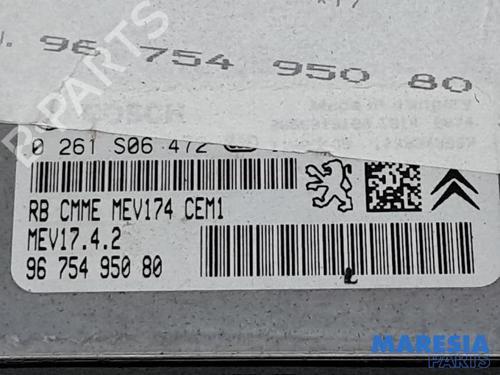 96 754 950 80
BOSCH
0 261 S06 472
RB CMME MEV174 CEM1
MEV17.4.2
96 754 950 80
MARESIA
PARTS